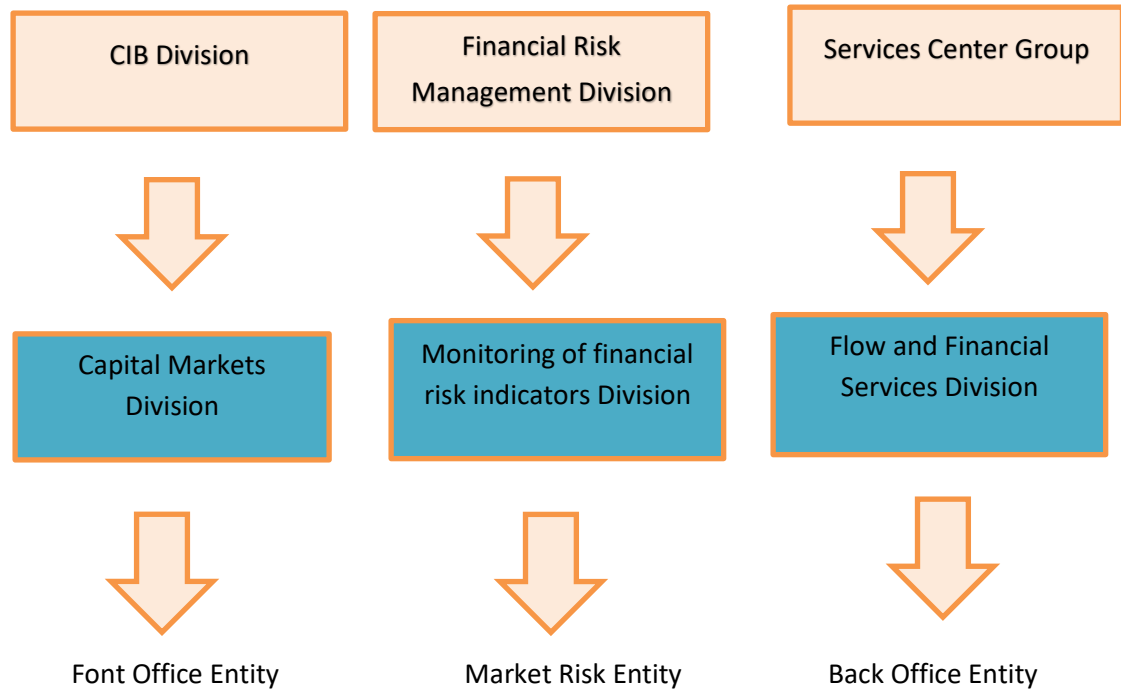 CIB Division
Financial Risk
Management Division
Services Center Group
Capital Markets
Division
Monitoring of financial
risk indicators Division
Flow and Financial
Services Division
Font Office Entity
Market Risk Entity
Back Office Entity